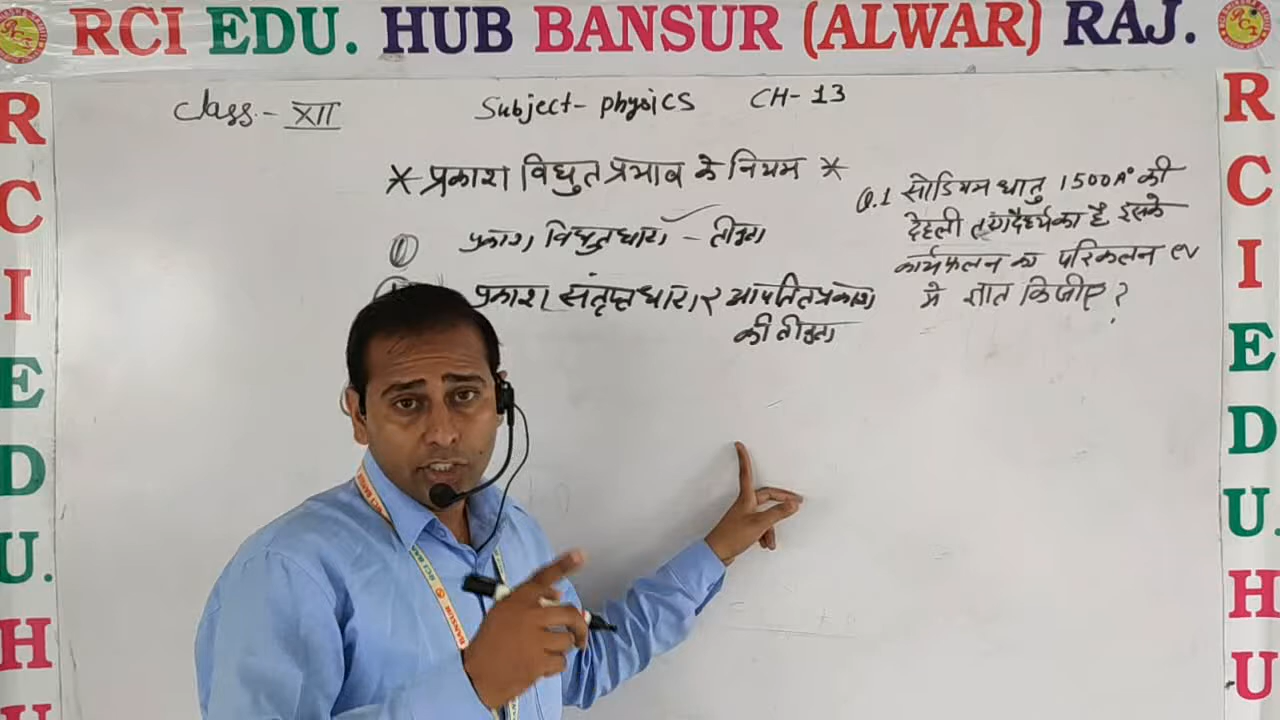 RCI EDU. HUB BANSUR (ALWAR) RAJ.
Class.- XII Subject- physics CH- 13
* प्रकाश विद्युत प्रभाव के नियम *
① प्रकाश विद्युत धारा - तीव्रता
प्रकाश संतृप्त धारा, आपतित प्रकाश
की तीव्रता
Q.1 सोडियम धातु 1500A° की
देहली तरंगदैर्ध्य का है इसके
कार्यफलन का परिकलन ev
मे ज्ञात किजीए ?
R
C
I
E
D
U.
H
U
R
C
I
E
D
U.
H
U